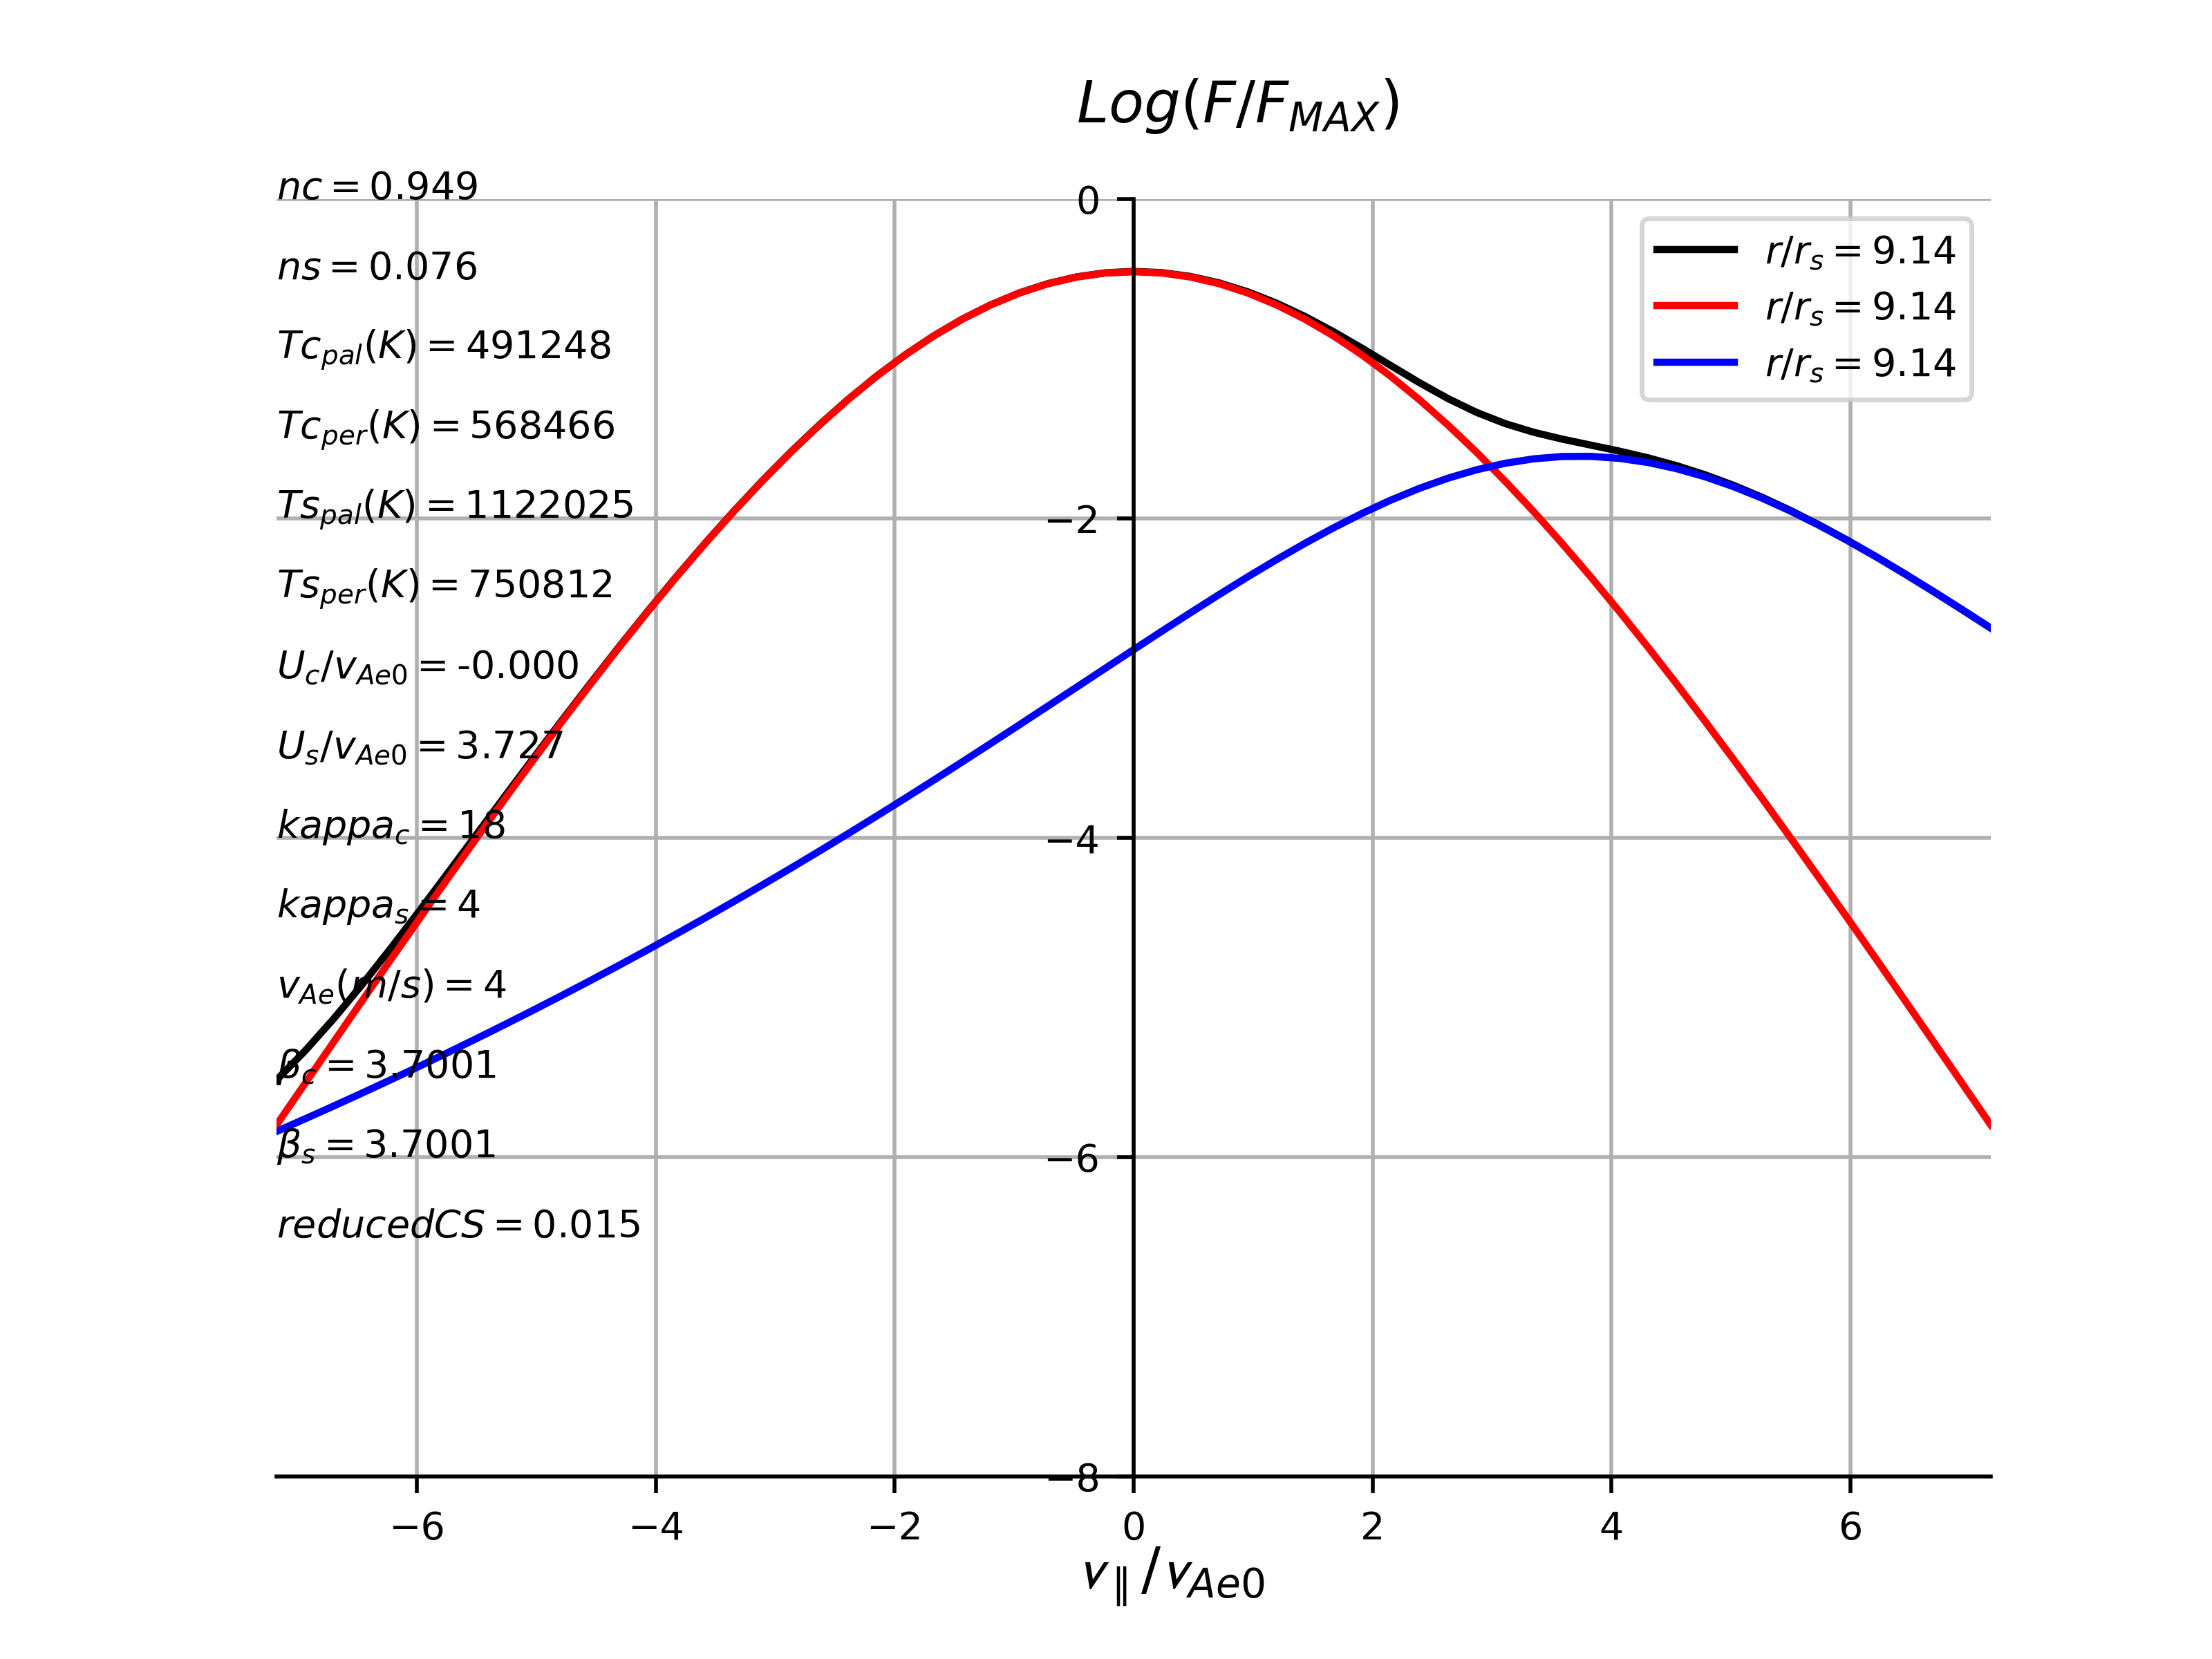 Log(F/F_MAX)
nc = 0.949
ns = 0.076
Tc_pal(K) = 491248
Tc_per(K) = 568466
Ts_pal(K) = 1122025
Ts_per(K) = 750812
U_c/v_Ae0 = -0.000
U_s/v_Ae0 = 3.727
kappa_c = 18
kappa_s = 4
v_Ae(m/s) = 4
β_c = 3.7001
β_s = 3.7001
reducedCS = 0.015
0
−2
−4
−6
−8
r/r_s = 9.14
r/r_s = 9.14
r/r_s = 9.14
−6 −4 −2 0 2 4 6
v_∥/v_Ae0